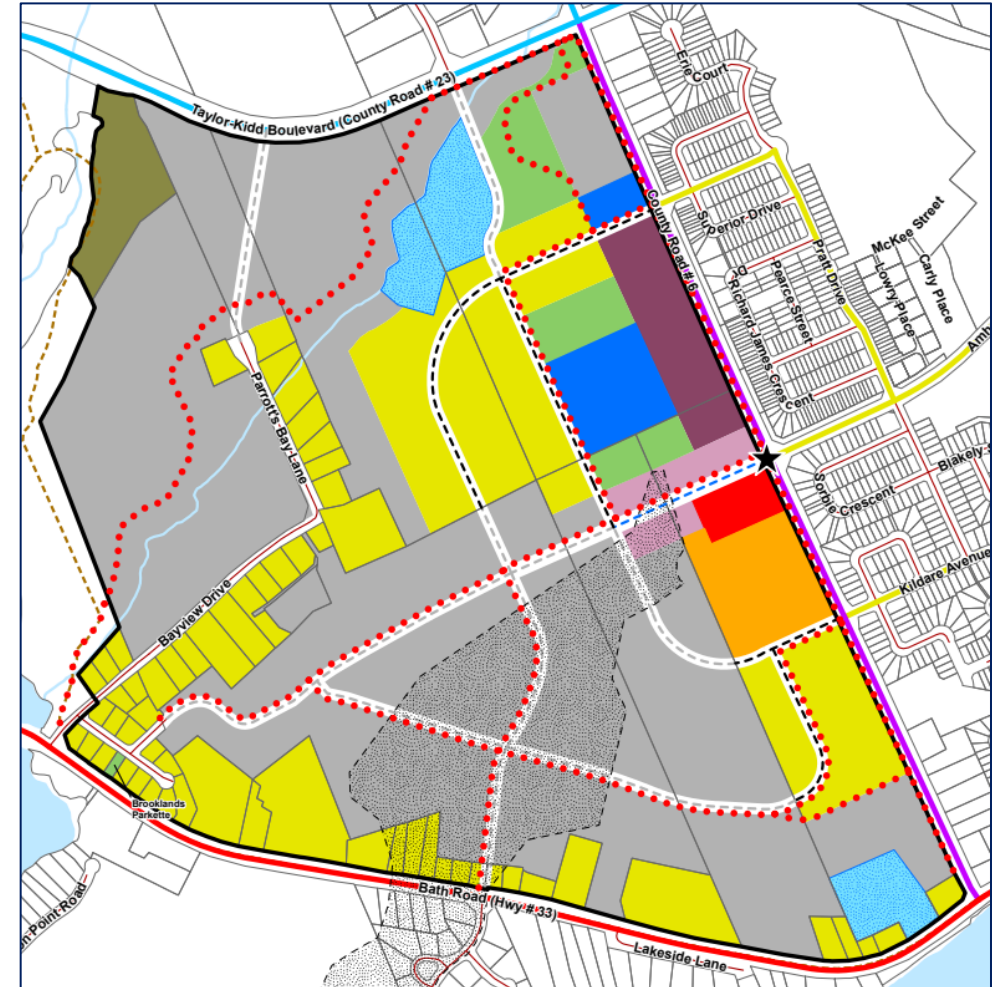 Erie Court
Taylor-Kidd Boulevard (County Road # 23)
County Road # 6
Superior Drive
McKee Street
Carly Place
Lowry Place
Pratt Drive
Pearce Street
Richard James Crescent
Parrott's Bay Lane
Blakely
Sorbie Crescent
Kildare Avenue
Bayview Drive
Brooklands
Parkette
Bath Road (Hwy # 33)
Lakeside Lane
Point Road